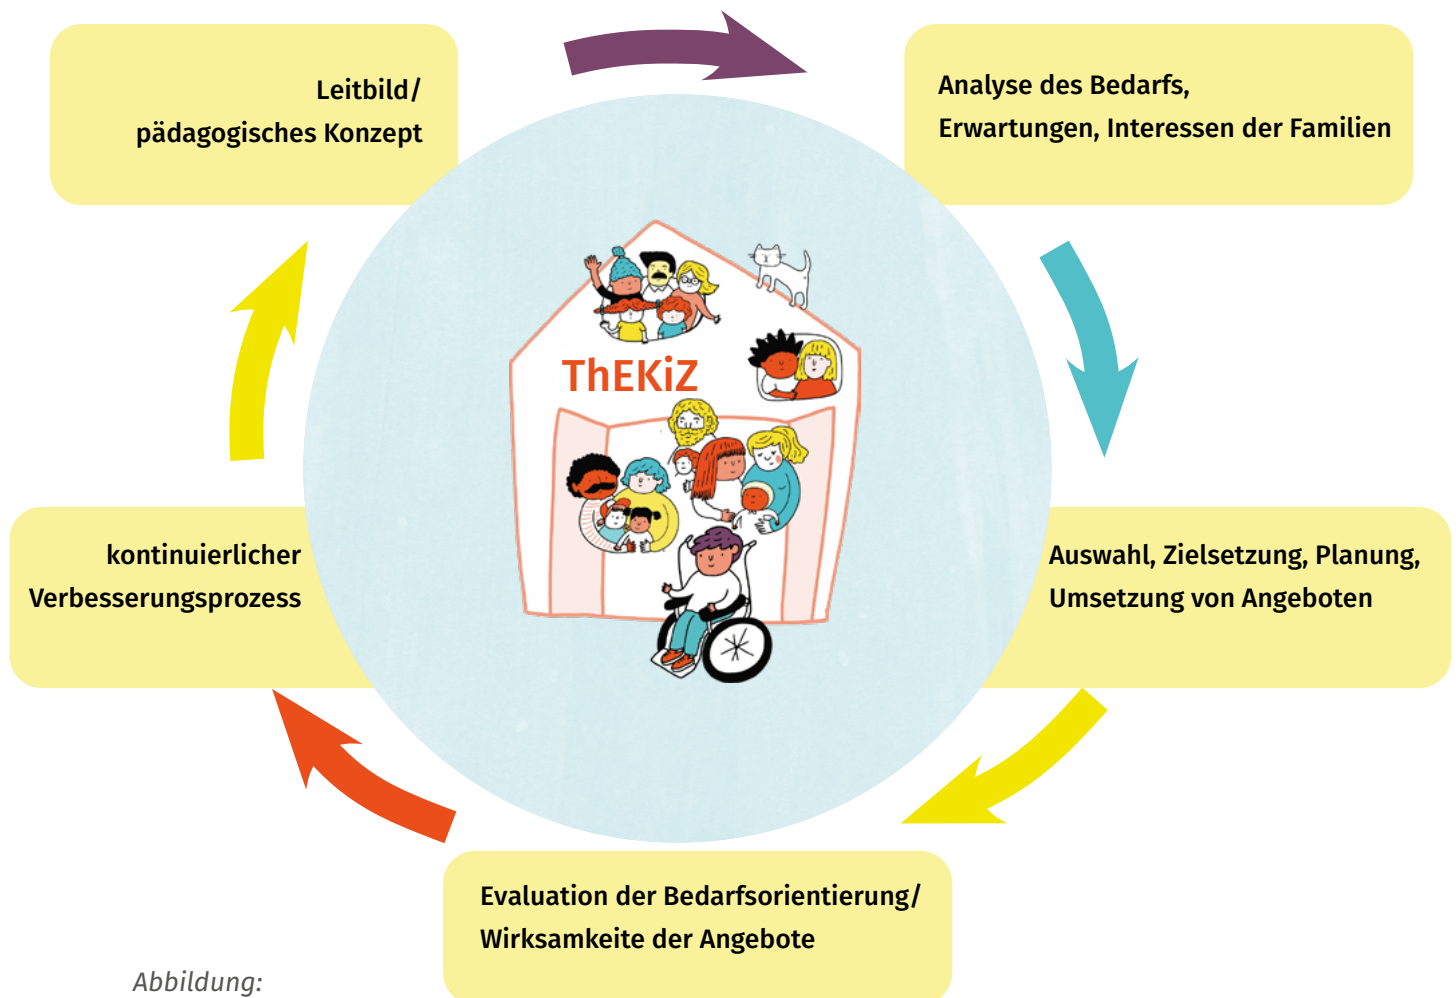 Leitbild/
pädagogisches Konzept
Analyse des Bedarfs,
Erwartungen, Interessen der Familien
ThEKiZ
kontinuierlicher
Verbesserungsprozess
Auswahl, Zielsetzung, Planung,
Umsetzung von Angeboten
Evaluation der Bedarfsorientierung/
Wirksamkeite der Angebote
Abbildung: